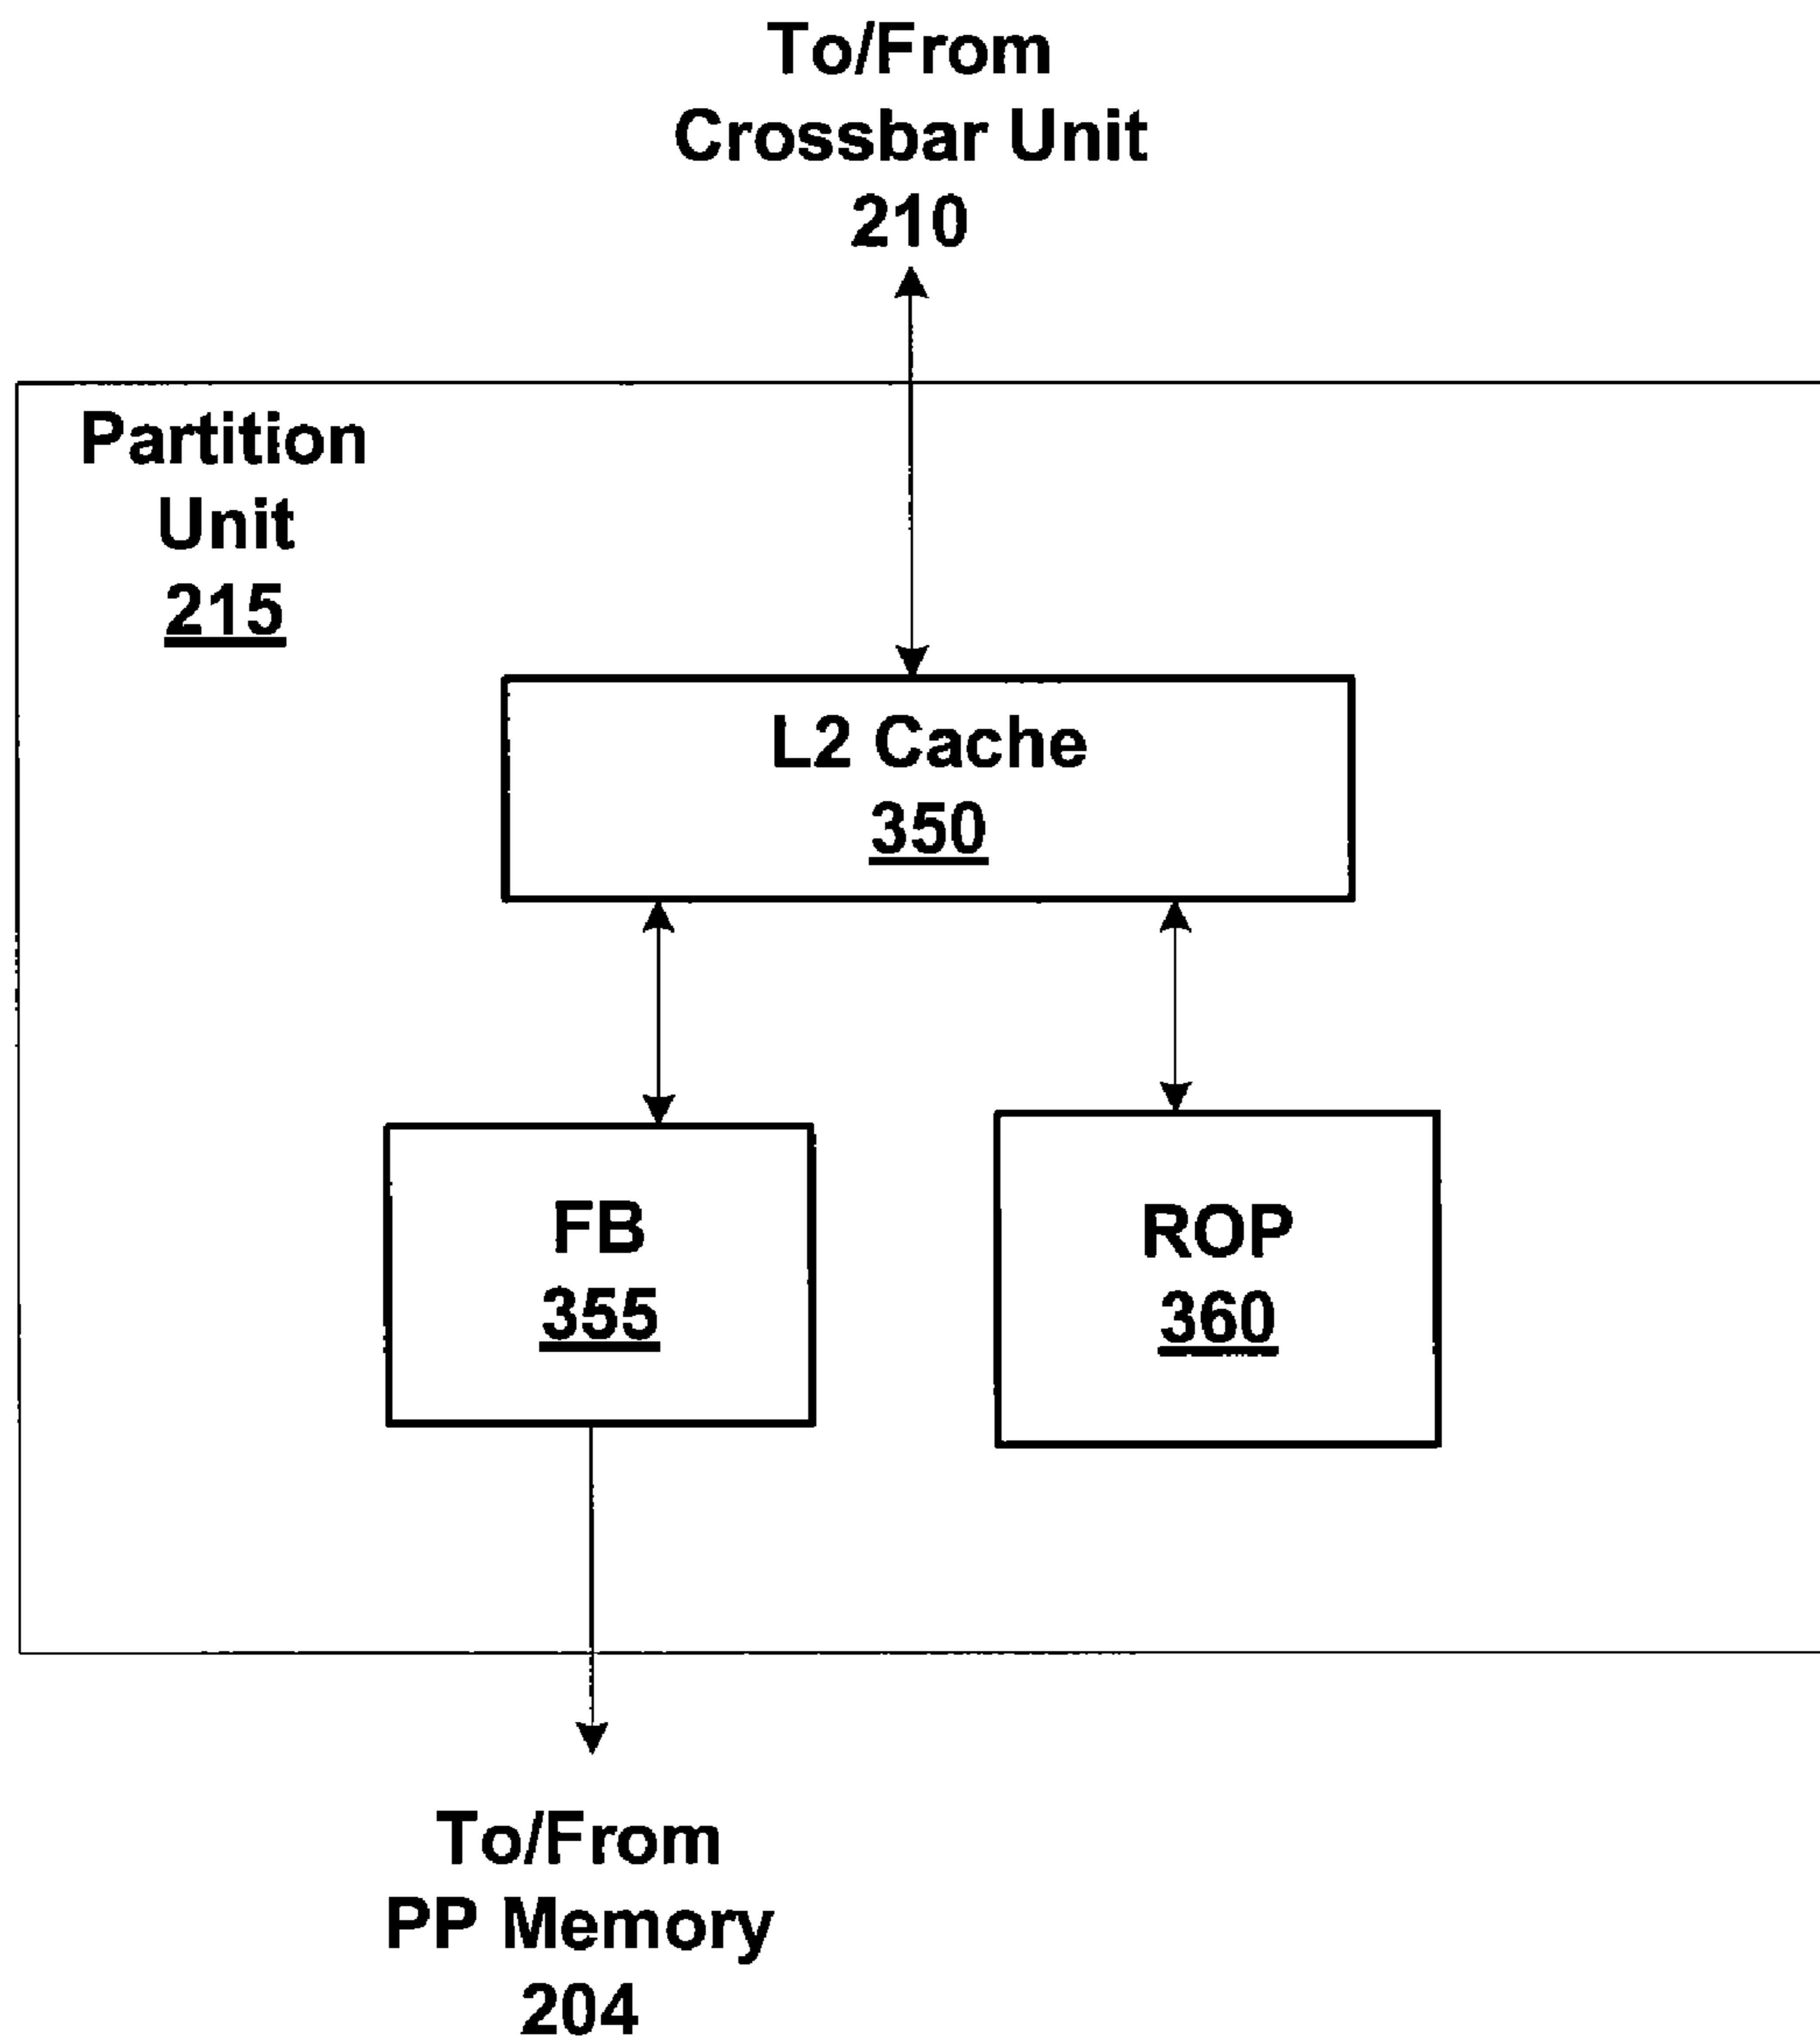 To/From
Crossbar Unit
210
Partition
Unit
215
L2 Cache
350
FB
355
ROP
360
To/From
PP Memory
204